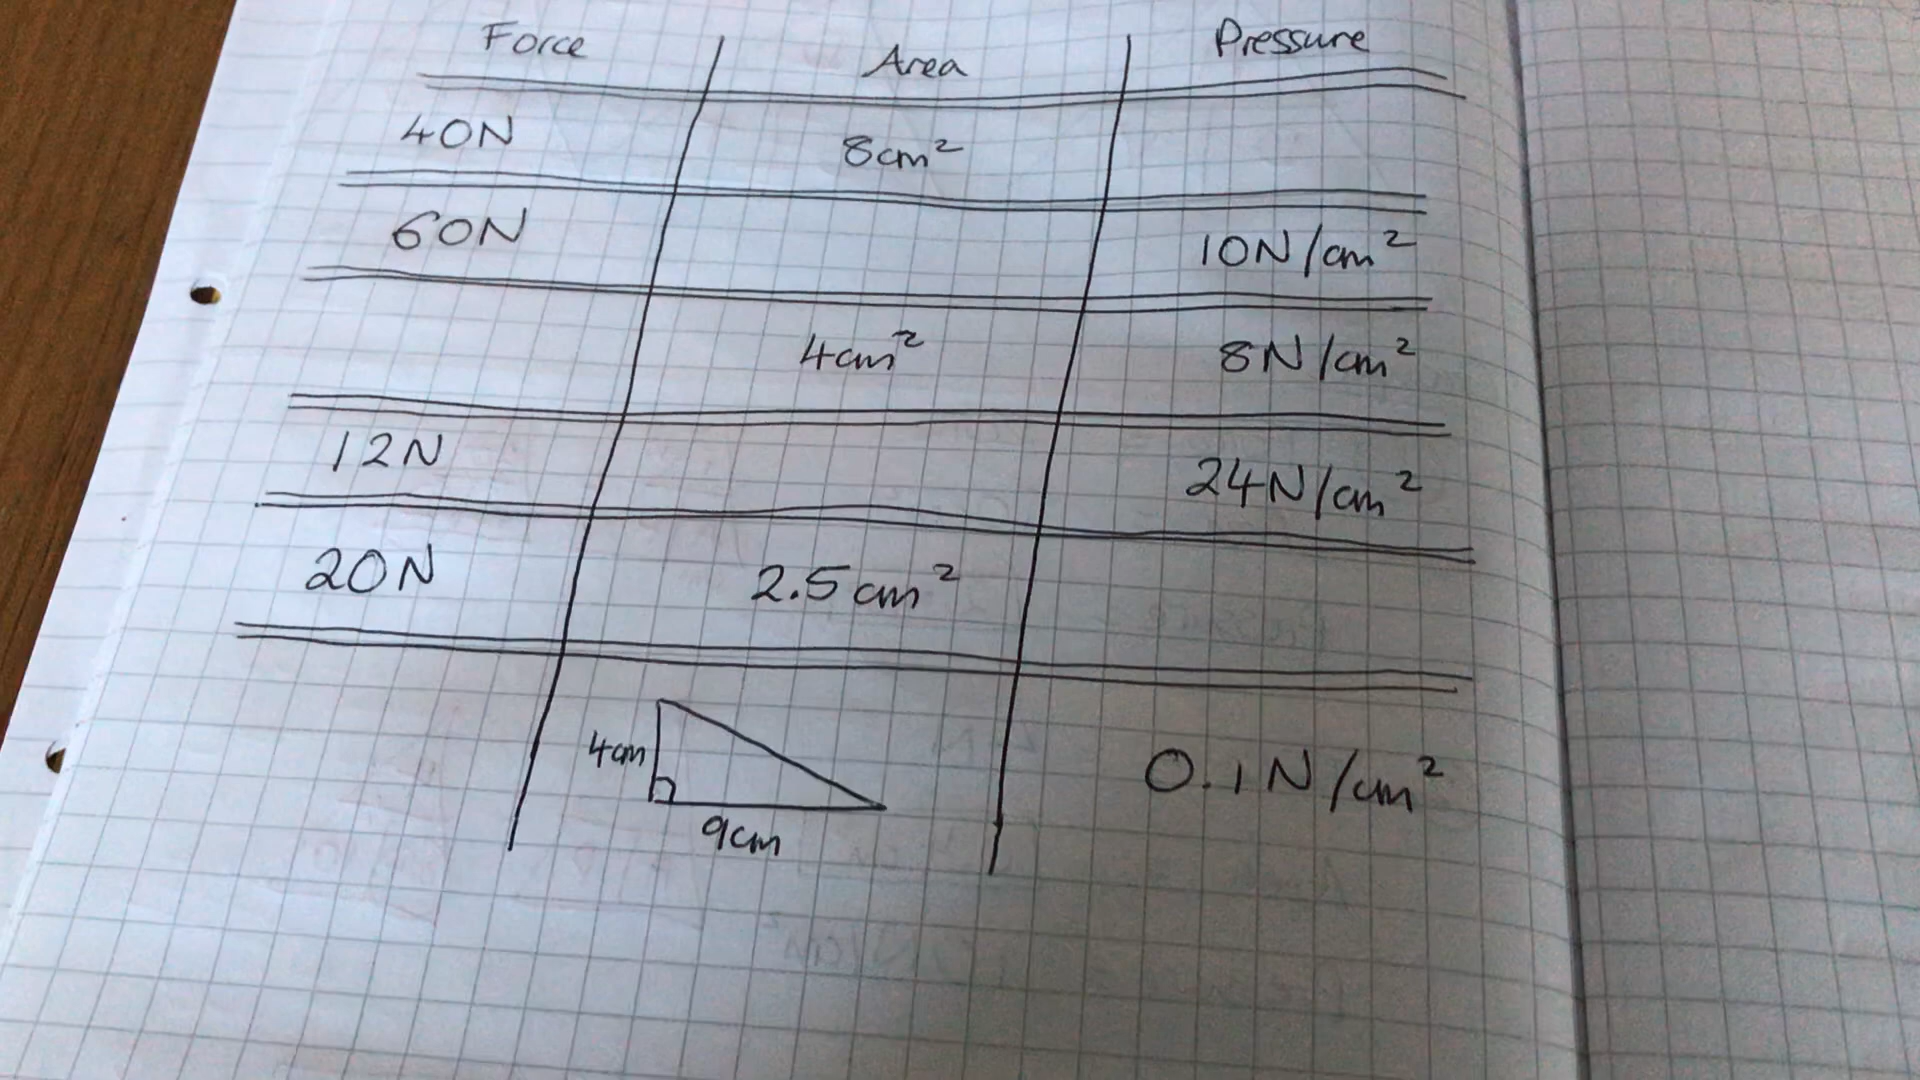 Force Area Pressure
40N 8cm²
60N 10N/cm²
4cm² 8N/cm²
12N 24N/cm²
20N 2.5cm²
4cm 0.1N/cm²
9cm